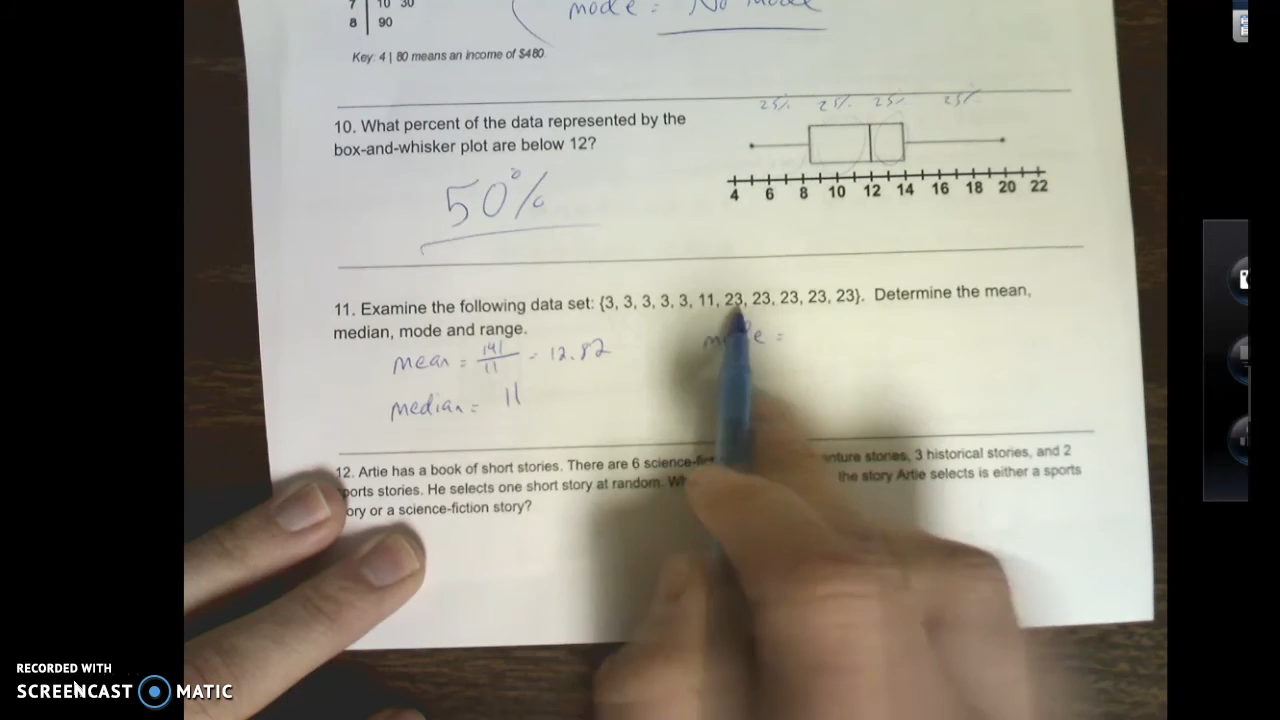 7 | 10 30
8 | 90
mode = No mode
Key: 4 | 80 means an income of $480.
25% 25% 25% 25%
10. What percent of the data represented by the
box-and-whisker plot are below 12?
50%
4 6 8 10 12 14 16 18 20 22
11. Examine the following data set: {3, 3, 3, 3, 3, 11, 23, 23, 23, 23, 23}. Determine the mean,
median, mode and range.
mean = 141/11 = 12.82
=
median = 11
12. Artie has a book of short stories. There are 6 stories, 3 historical stories, and 2
stories. He selects one short story at random. the story Artie selects is either a sports
or a science-fiction story?
RECORDED WITH
SCREENCAST MATIC